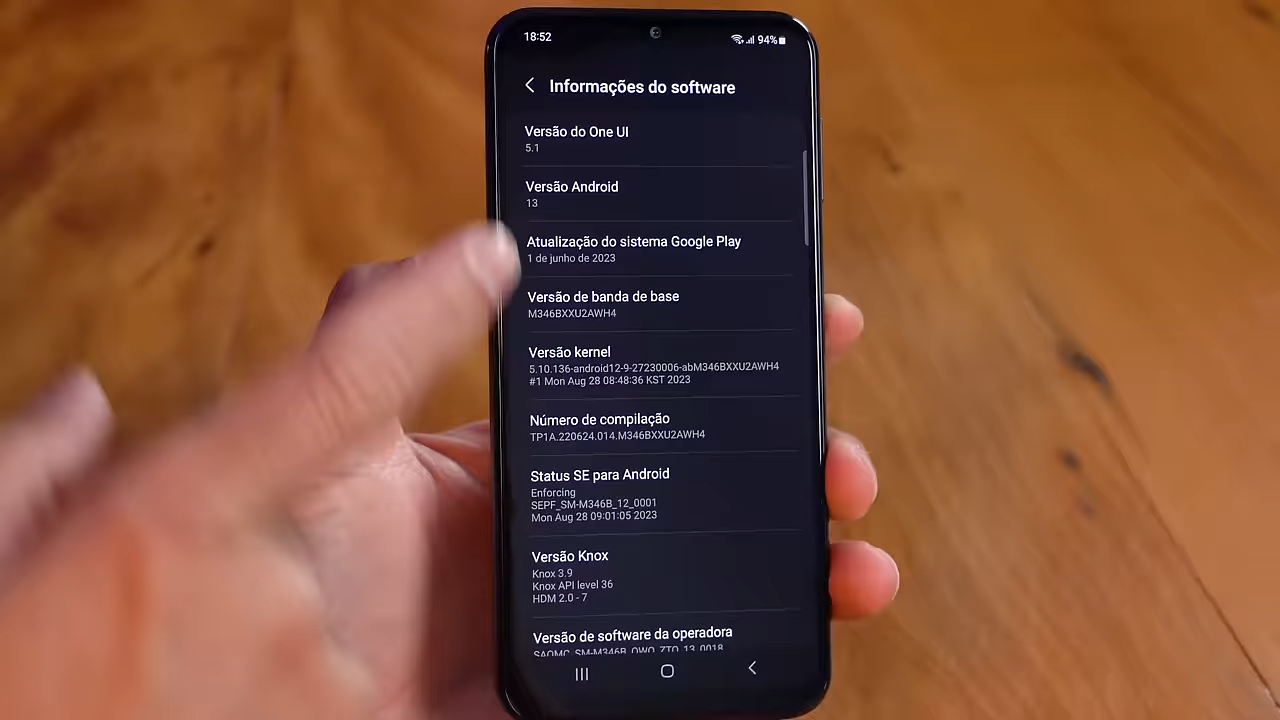 18:52
94%
Informações do software
Versão do One UI
5.1
Versão Android
13
Atualização do sistema Google Play
1 de junho de 2023
Versão de banda de base
M346BXXU2AWH4
Versão kernel
5.10.136-android12-9-27230006-abM346BXXU2AWH4
#1 Mon Aug 28 08:48:36 KST 2023
Número de compilação
TP1A.220624.014.M346BXXU2AWH4
Status SE para Android
Enforcing
SEPF_SM-M346B_12_0001
Mon Aug 28 09:01:05 2023
Versão Knox
Knox 3.9
Knox API level 36
HDM 2.0 - 7
Versão de software da operadora
SAOMC_SM-M346B_OWO_ZTO_13_0018